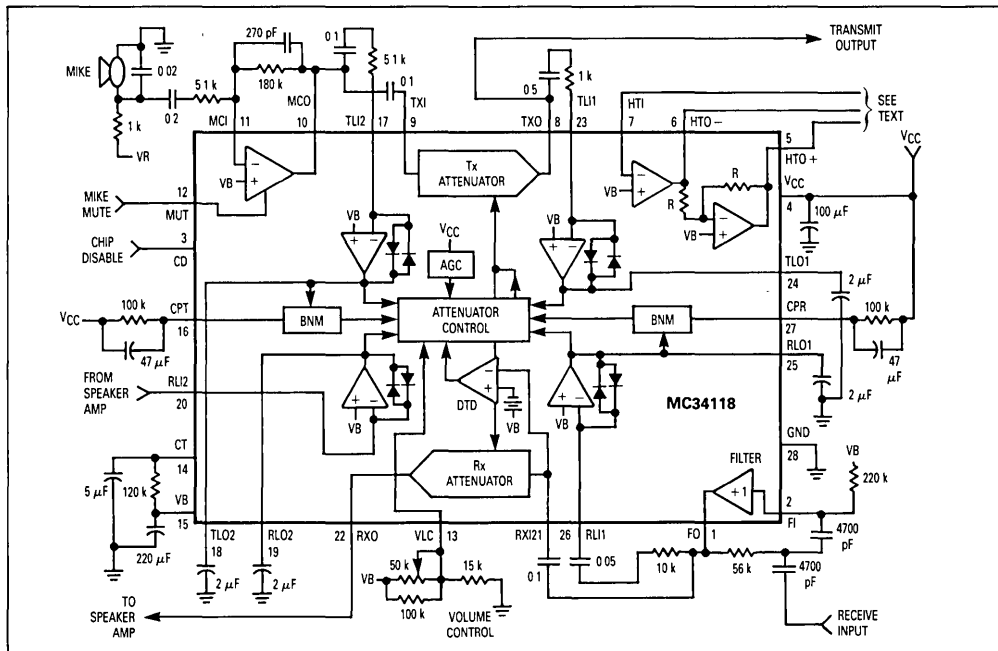 270 pF
0 1
TRANSMIT
OUTPUT
MIKE
0 02
5 1 k
180 k
MCO
5 1 k
0 1
TXI
0 5
1 k
TLI1
HTI
SEE
TEXT
0 2
MCI
11
10
TLI2
17
9
TXO
8
23
7
6
HTO −
5
HTO +
1 k
VR
VCC
VCC
4
100 µF
MIKE
MUTE
12
MUT
VB
Tx
ATTENUATOR
VB
R
R
VB
CHIP
DISABLE
3
CD
VB
VCC
AGC
VB
TLO1
24
2 µF
VCC
100 k
47 µF
CPT
16
BNM
ATTENUATOR
CONTROL
BNM
CPR
27
100 k
47
µF
FROM
SPEAKER
AMP
RLI2
20
VB
DTD
VB
VB
RLO1
25
2 µF
MC34118
CT
14
5 µF
120 k
VB
15
220 µF
Rx
ATTENUATOR
GND
28
FILTER
+1
VB
220 k
2
FI
TLO2
18
RLO2
19
22
RXO
VLC
13
RXI21
26
RLI1
FO
1
4700
pF
2 µF
2 µF
VB
50 k
100 k
15 k
0 1
0 05
10 k
56 k
4700
pF
TO
SPEAKER
AMP
VOLUME
CONTROL
RECEIVE
INPUT